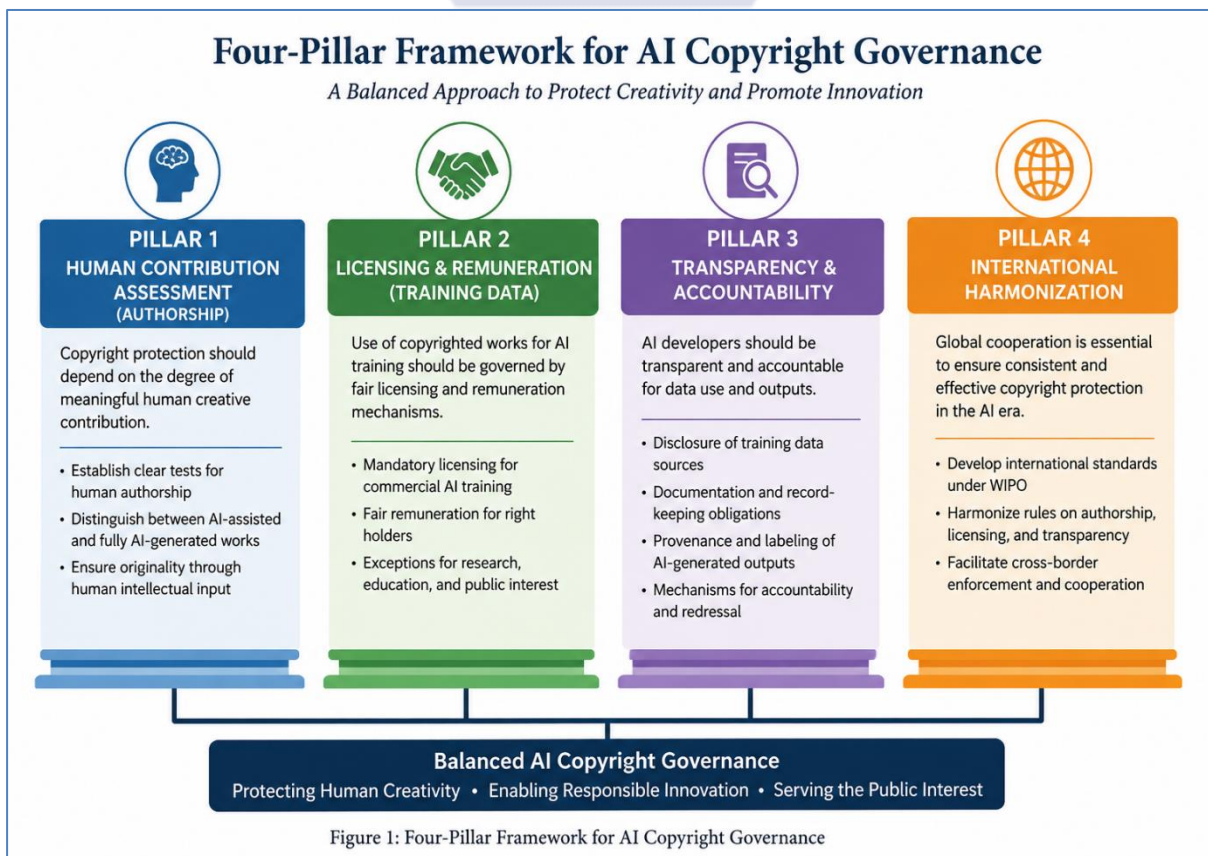 Four-Pillar Framework for AI Copyright Governance
A Balanced Approach to Protect Creativity and Promote Innovation
PILLAR 1
HUMAN CONTRIBUTION
ASSESSMENT
(AUTHORSHIP)
Copyright protection should
depend on the degree of
meaningful human creative
contribution.
• Establish clear tests for
human authorship
• Distinguish between AI-assisted
and fully AI-generated works
• Ensure originality through
human intellectual input
PILLAR 2
LICENSING & REMUNERATION
(TRAINING DATA)
Use of copyrighted works for AI
training should be governed by
fair licensing and remuneration
mechanisms.
• Mandatory licensing for
commercial AI training
• Fair remuneration for right
holders
• Exceptions for research,
education, and public interest
PILLAR 3
TRANSPARENCY &
ACCOUNTABILITY
AI developers should be
transparent and accountable
for data use and outputs.
• Disclosure of training data
sources
• Documentation and record-
keeping obligations
• Provenance and labeling of
AI-generated outputs
• Mechanisms for accountability
and redressal
PILLAR 4
INTERNATIONAL
HARMONIZATION
Global cooperation is essential
to ensure consistent and
effective copyright protection
in the AI era.
• Develop international standards
under WIPO
• Harmonize rules on authorship,
licensing, and transparency
• Facilitate cross-border
enforcement and cooperation
Balanced AI Copyright Governance
Protecting Human Creativity • Enabling Responsible Innovation • Serving the Public Interest
Figure 1: Four-Pillar Framework for AI Copyright Governance